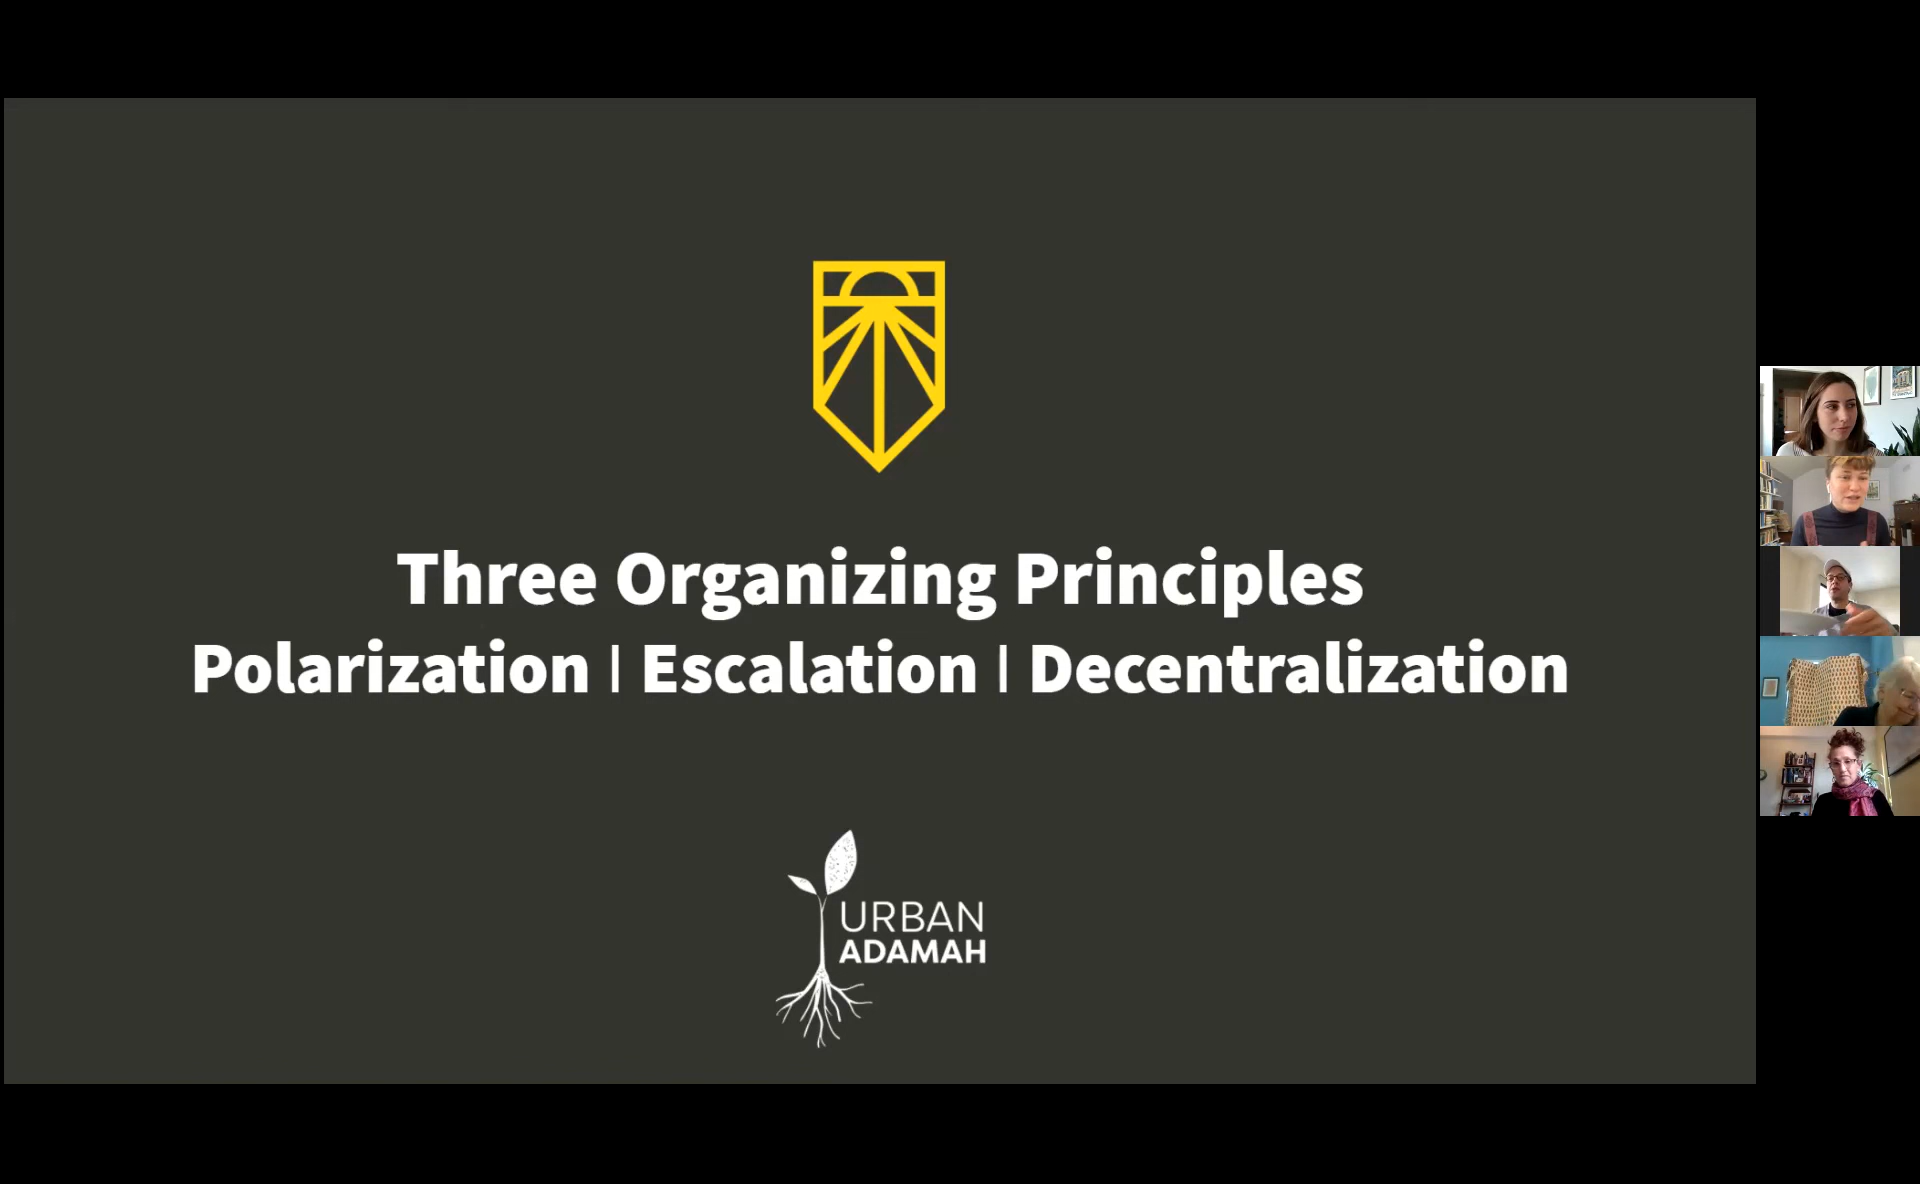 Three Organizing Principles
Polarization | Escalation | Decentralization
URBAN
ADAMAH